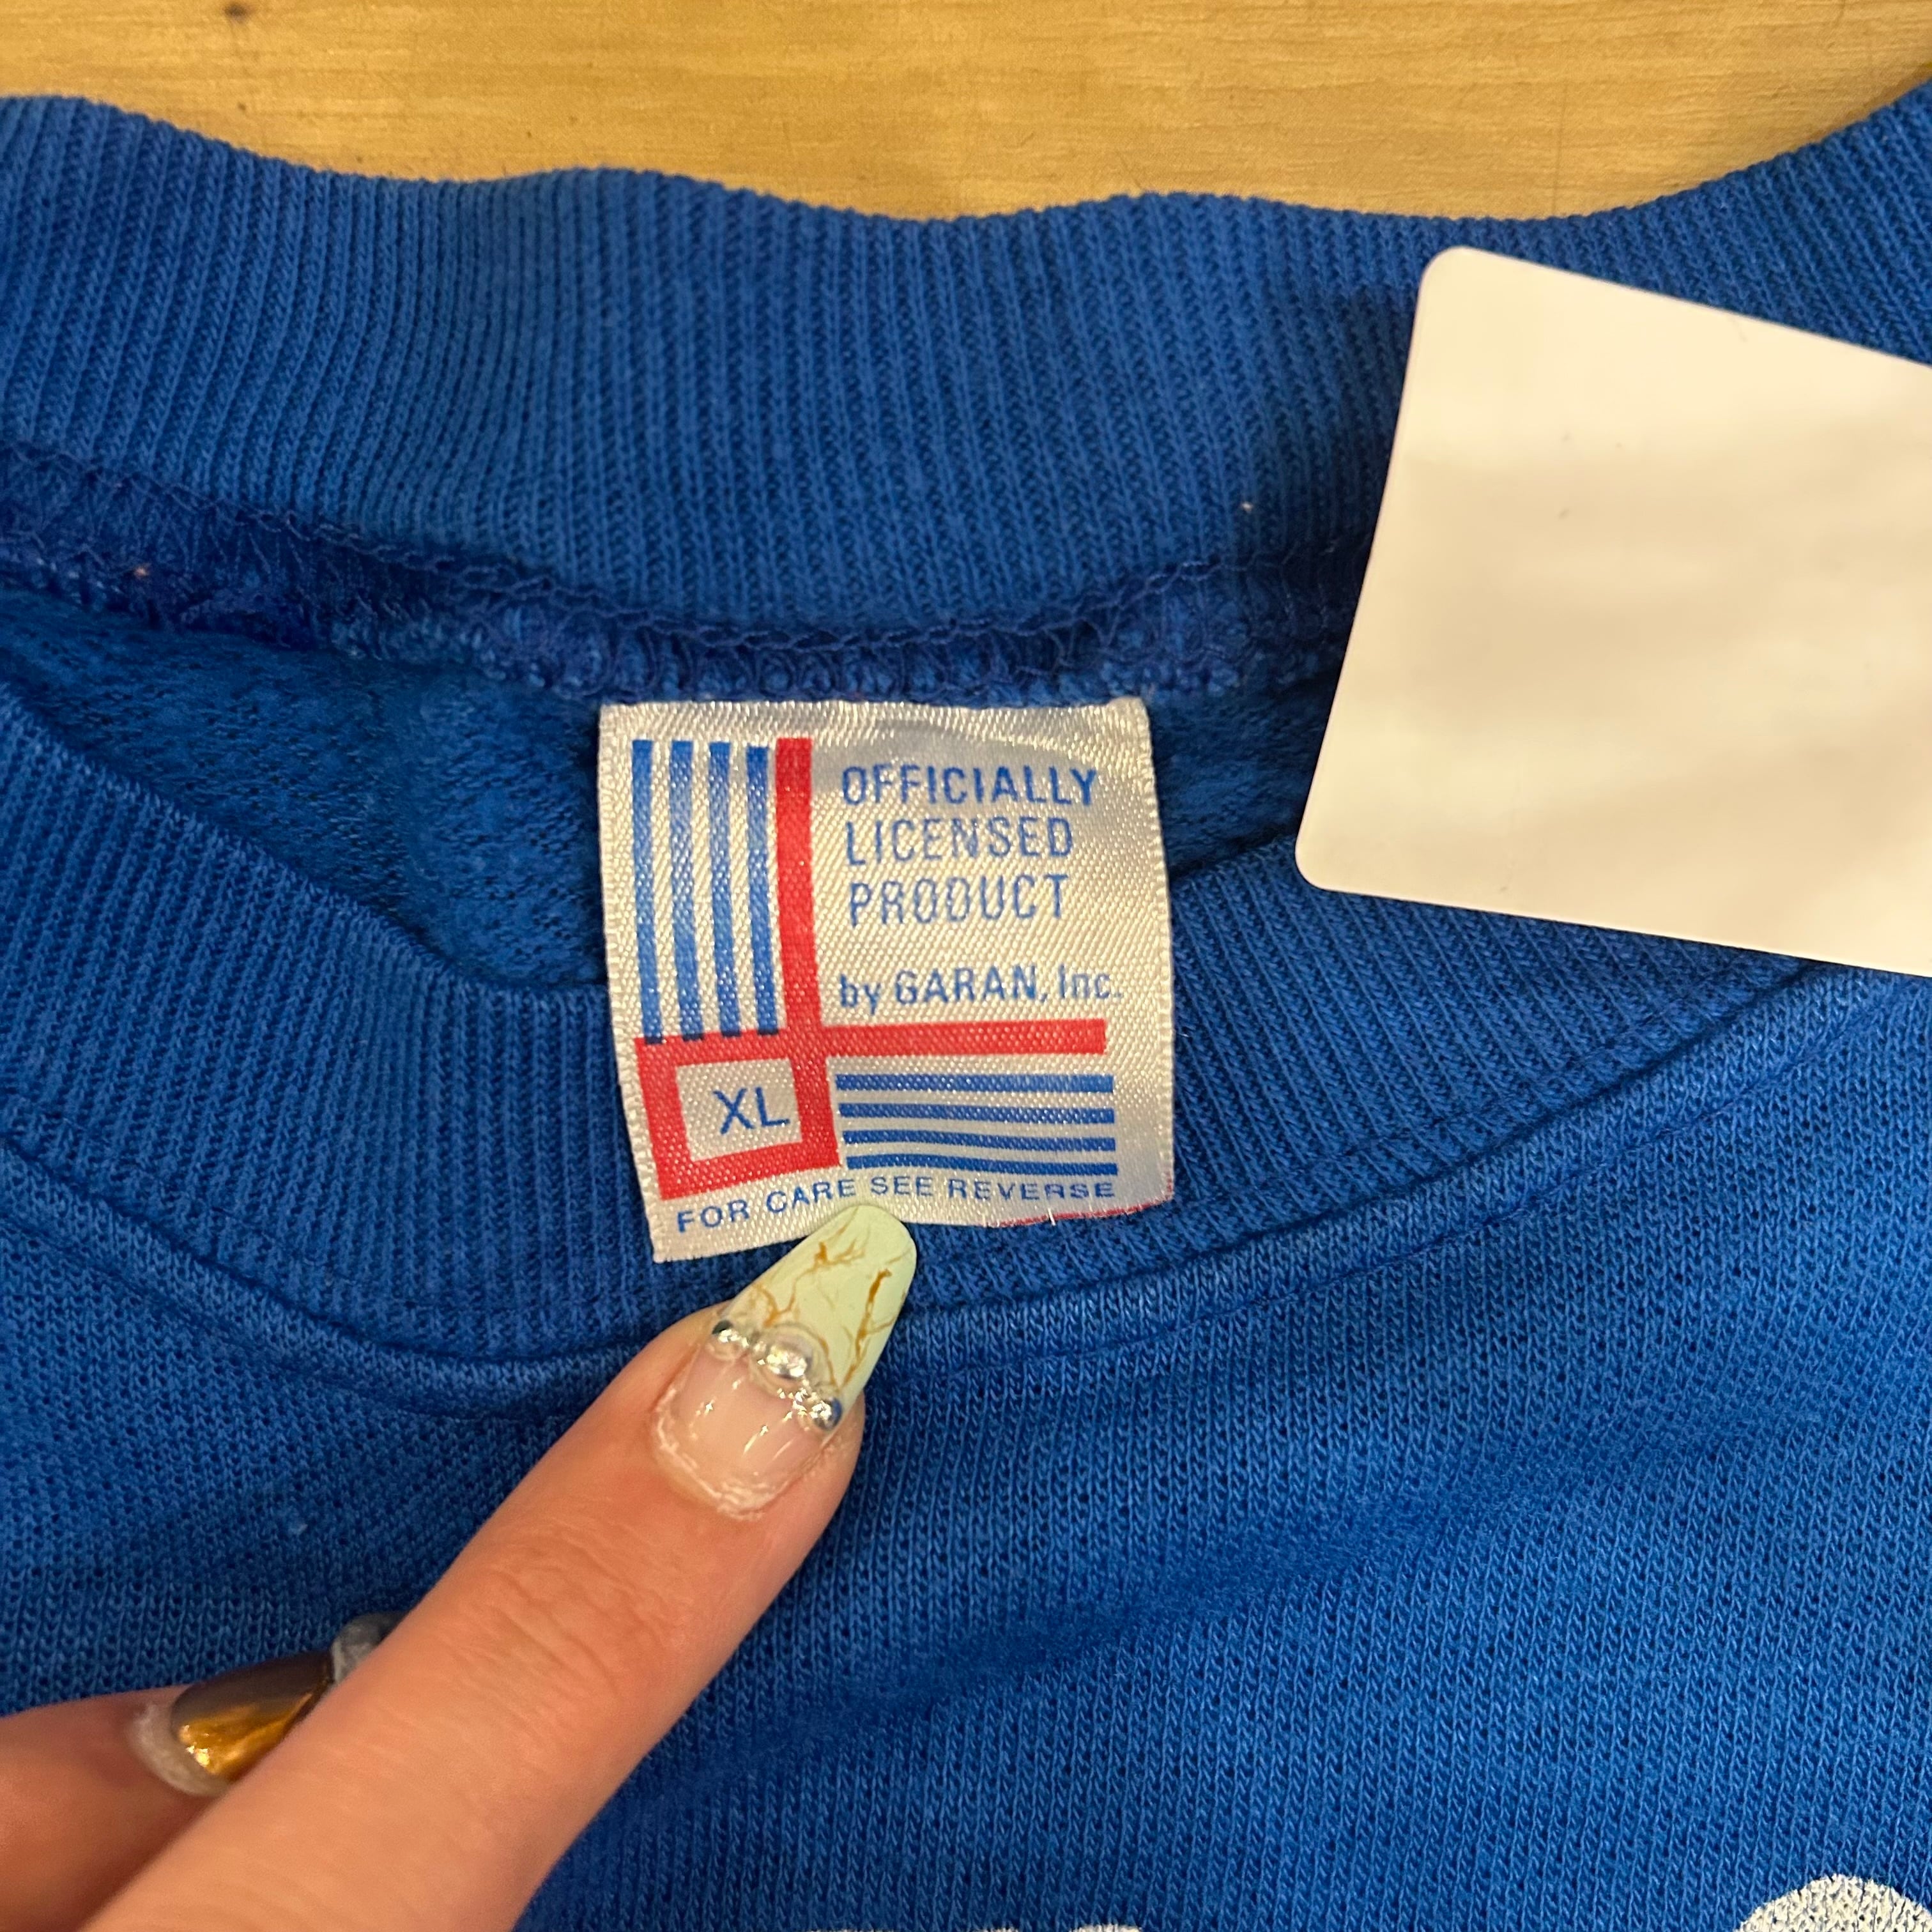 OFFICIALLY
LICENSED
PRODUCT
by GARAN, Inc.
XL
FOR CARE SEE REVERSE